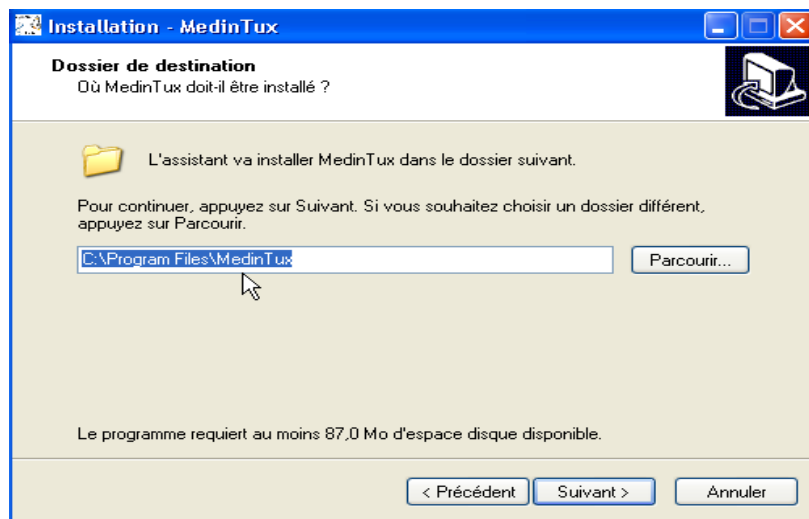 Installation - MedinTux
Dossier de destination
Où MedinTux doit-il être installé ?
L'assistant va installer MedinTux dans le dossier suivant.
Pour continuer, appuyez sur Suivant. Si vous souhaitez choisir un dossier différent,
appuyez sur Parcourir.
C:\Program Files\MedinTux
Parcourir...
Le programme requiert au moins 87,0 Mo d'espace disque disponible.
< Précédent
Suivant >
Annuler